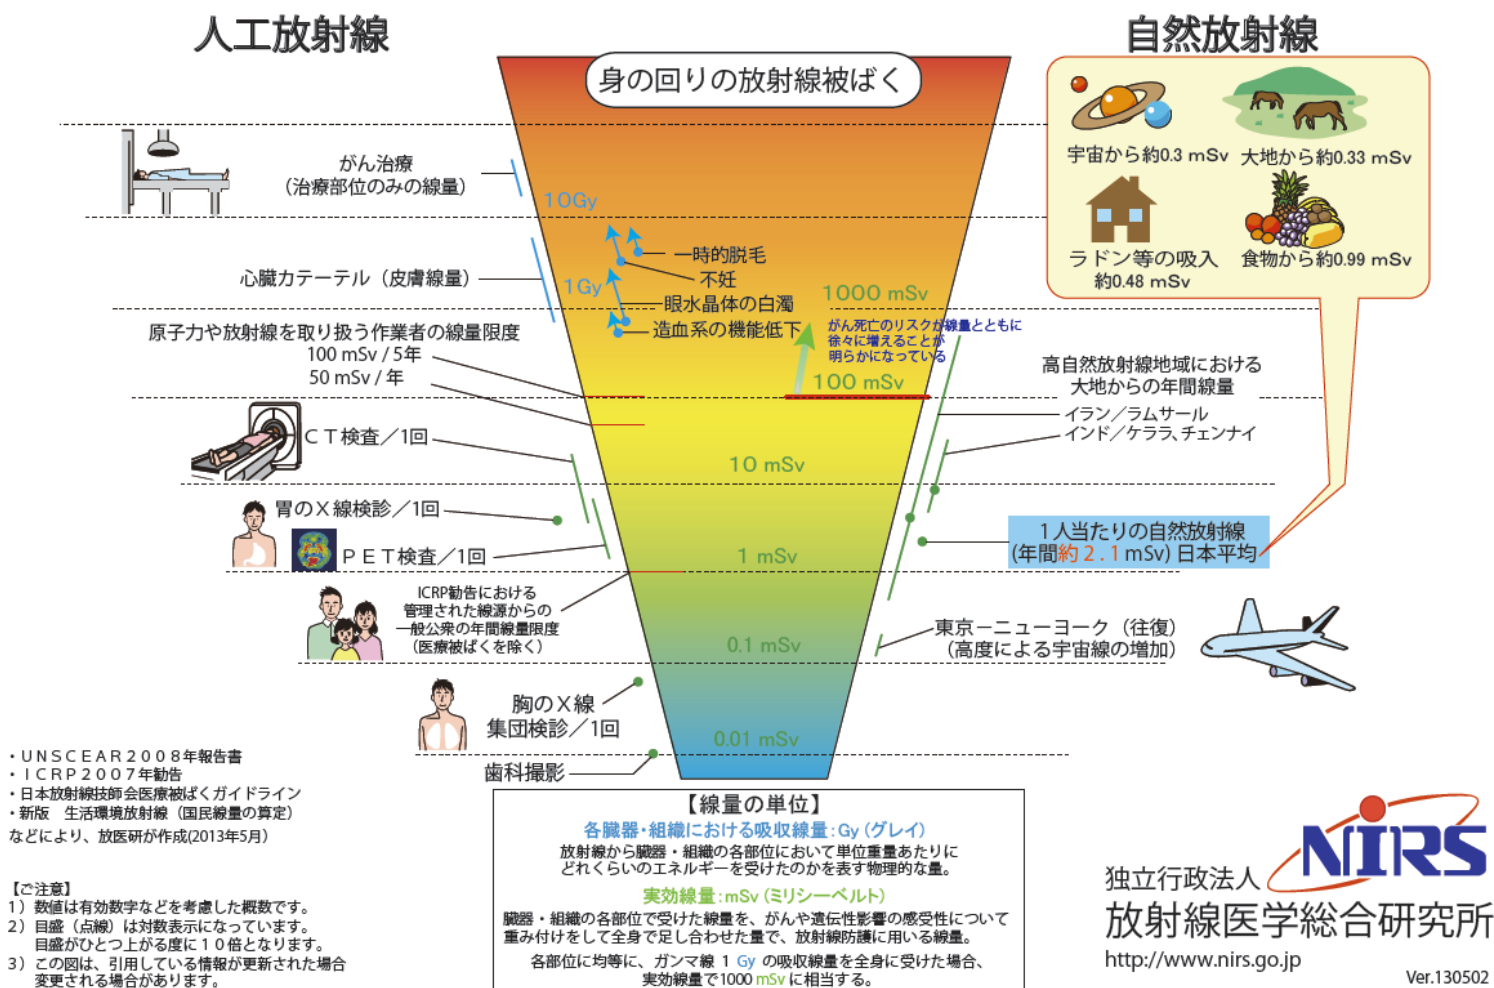 人工放射線
自然放射線
身の回りの放射線被ばく
宇宙から約0.3 mSv
大地から約0.33 mSv
ラドン等の吸入
約0.48 mSv
食物から約0.99 mSv
がん治療
（治療部位のみの線量）
10Gy
心臓カテーテル（皮膚線量）
1Gy
一時的脱毛
不妊
眼水晶体の白濁
造血系の機能低下
1000 mSv
がん死亡のリスクが線量とともに
徐々に増えることが
明らかになっている
100 mSv
原子力や放射線を取り扱う作業者の線量限度
100 mSv / 5年
50 mSv / 年
高自然放射線地域における
大地からの年間線量
イラン／ラムサール
インド／ケララ、チェンナイ
ＣＴ検査／1回
10 mSv
胃のＸ線検診／1回
ＰＥＴ検査／1回
1 mSv
１人当たりの自然放射線
(年間約２.１mSv) 日本平均
ICRP勧告における
管理された線源からの
一般公衆の年間線量限度
（医療被ばくを除く）
0.1 mSv
東京－ニューヨーク（往復）
（高度による宇宙線の増加）
胸のＸ線
集団検診／1回
0.01 mSv
歯科撮影
・ＵＮＳＣＥＡＲ２００８年報告書
・ＩＣＲＰ２００７年勧告
・日本放射線技師会医療被ばくガイドライン
・新版　生活環境放射線（国民線量の算定）
などにより、放医研が作成(2013年5月）
【ご注意】
１）数値は有効数字などを考慮した概数です。
２）目盛（点線）は対数表示になっています。
目盛がひとつ上がる度に１０倍となります。
３）この図は、引用している情報が更新された場合
変更される場合があります。
【線量の単位】
各臓器・組織における吸収線量：Gy（グレイ）
放射線から臓器・組織の各部位において単位重量あたりに
どれくらいのエネルギーを受けたのかを表す物理的な量。
実効線量：mSv（ミリシーベルト）
臓器・組織の各部位で受けた線量を、がんや遺伝性影響の感受性について
重み付けをして全身で足し合わせた量で、放射線防護に用いる線量。
各部位に均等に、ガンマ線 1 Gy の吸収線量を全身に受けた場合、
実効線量で1000 mSv に相当する。
NIRS
独立行政法人
放射線医学総合研究所
http://www.nirs.go.jp
Ver.130502